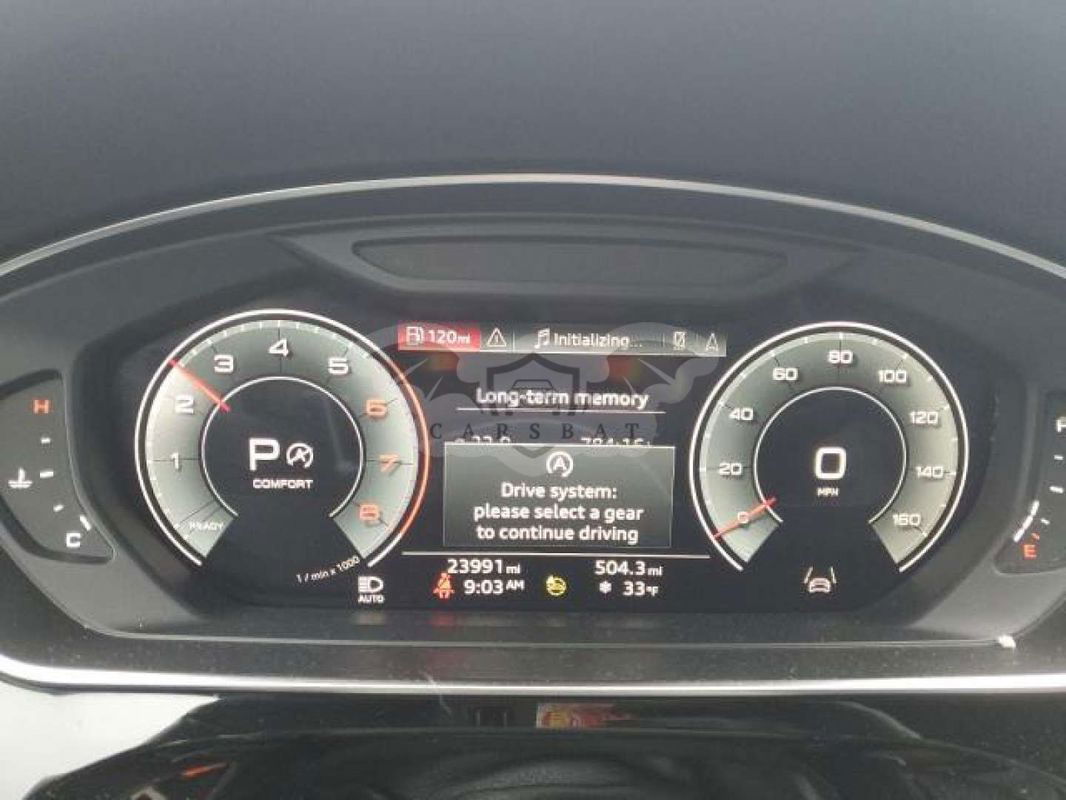 120mi
Initializing...
Long-term memory
CARSBAT
Drive system:
please select a gear
to continue driving
23991 mi
504.3 mi
9:03 AM
33°F
1
2
3
4
5
6
7
8
READY
P
COMFORT
1 / min x 1000
AUTO
H
C
0
20
40
60
80
100
120
140
160
0
MPH
E